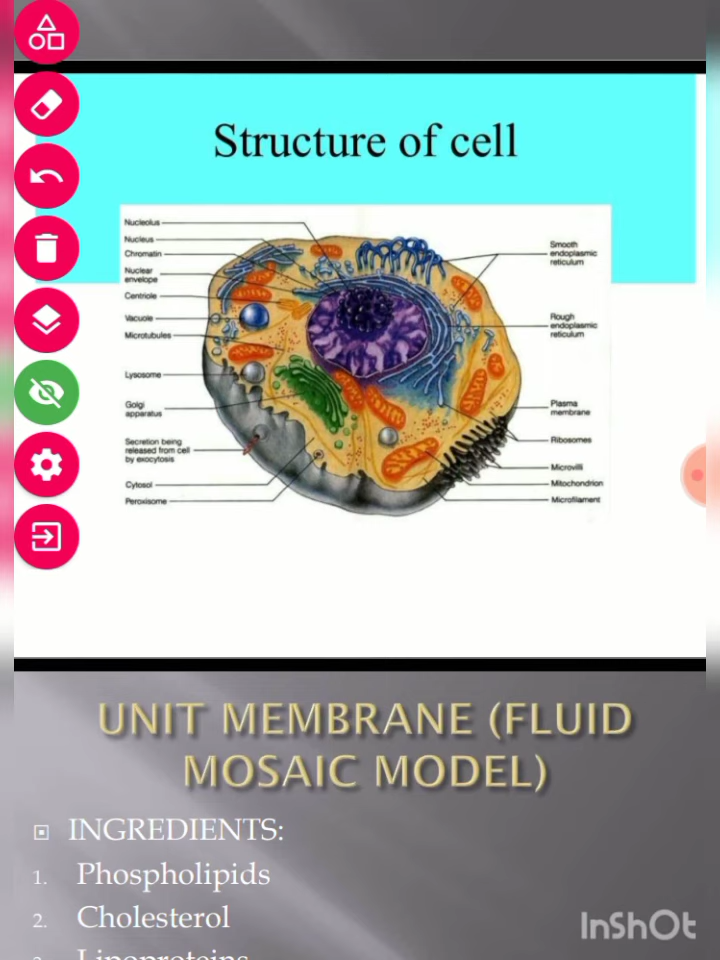 Structure of cell
Nucleolus
Nucleus
Chromatin
Nuclear
envelope
Centriole
Vacuole
Microtubules
Lysosome
Golgi
apparatus
Secretion being
released from cell
by exocytosis
Cytosol
Peroxisome
Smooth
endoplasmic
reticulum
Rough
endoplasmic
reticulum
Plasma
membrane
Ribosomes
Microvilli
Mitochondrion
Microfilament
UNIT MEMBRANE (FLUID
MOSAIC MODEL)
INGREDIENTS:
1. Phospholipids
2. Cholesterol
3. Lipoproteins
InShOt